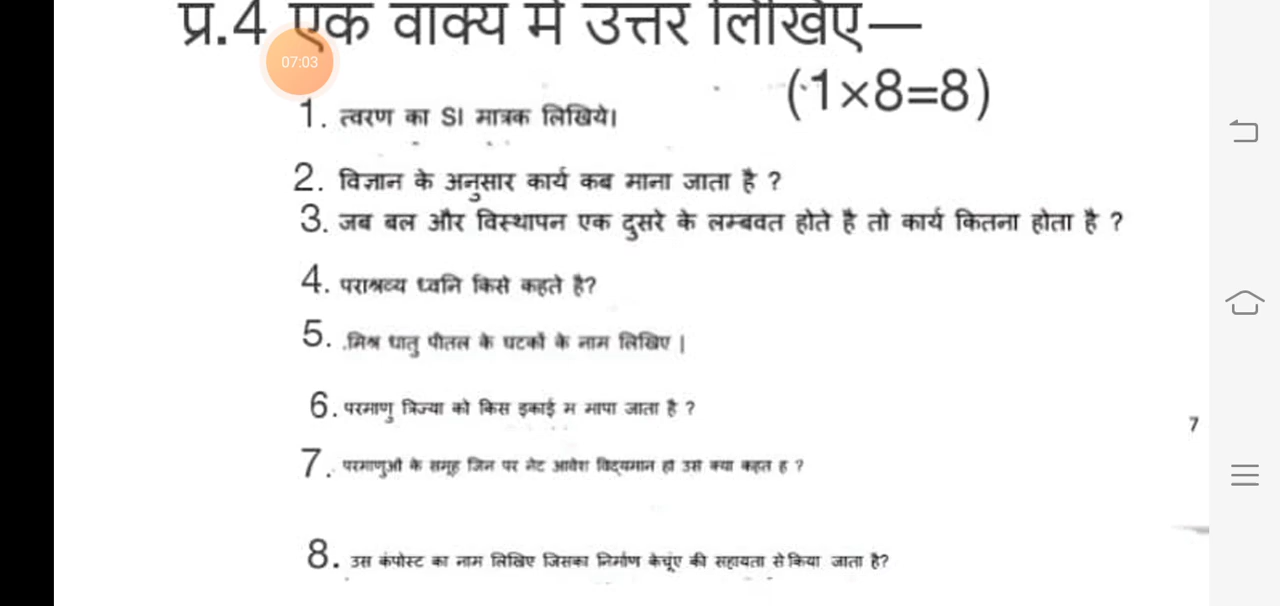 प्र.4 एक वाक्य में उत्तर लिखिए—
07:03
(1×8=8)
1. त्वरण का SI मात्रक लिखिये।
2. विज्ञान के अनुसार कार्य कब माना जाता है ?
3. जब बल और विस्थापन एक दुसरे के लम्बवत होते है तो कार्य कितना होता है ?
4. पराश्रव्य ध्वनि किसे कहते है?
5. .मिश्र धातु पीतल के घटकों के नाम लिखिए |
6. परमाणु त्रिज्या को किस इकाई म मापा जाता है ?
7
7. परमाणुओं के समूह जिन पर नेट आवेश विद्यमान हो उसे क्या कहत ह ?
8. उस कंपोस्ट का नाम लिखिए जिसका निर्माण केचूंए की सहायता से किया जाता है?